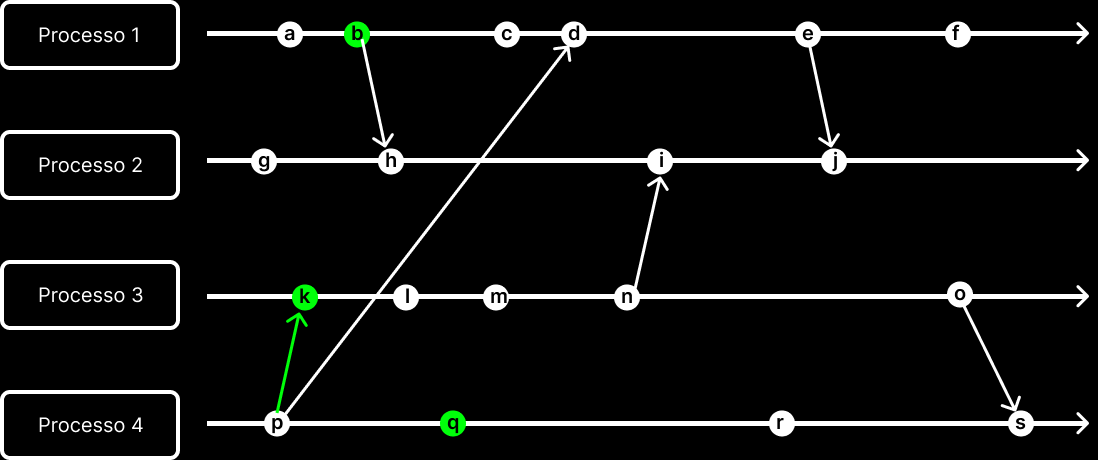 Processo 1
a b c d e f
Processo 2
g h i j
Processo 3
k l m n o
Processo 4
p q r s